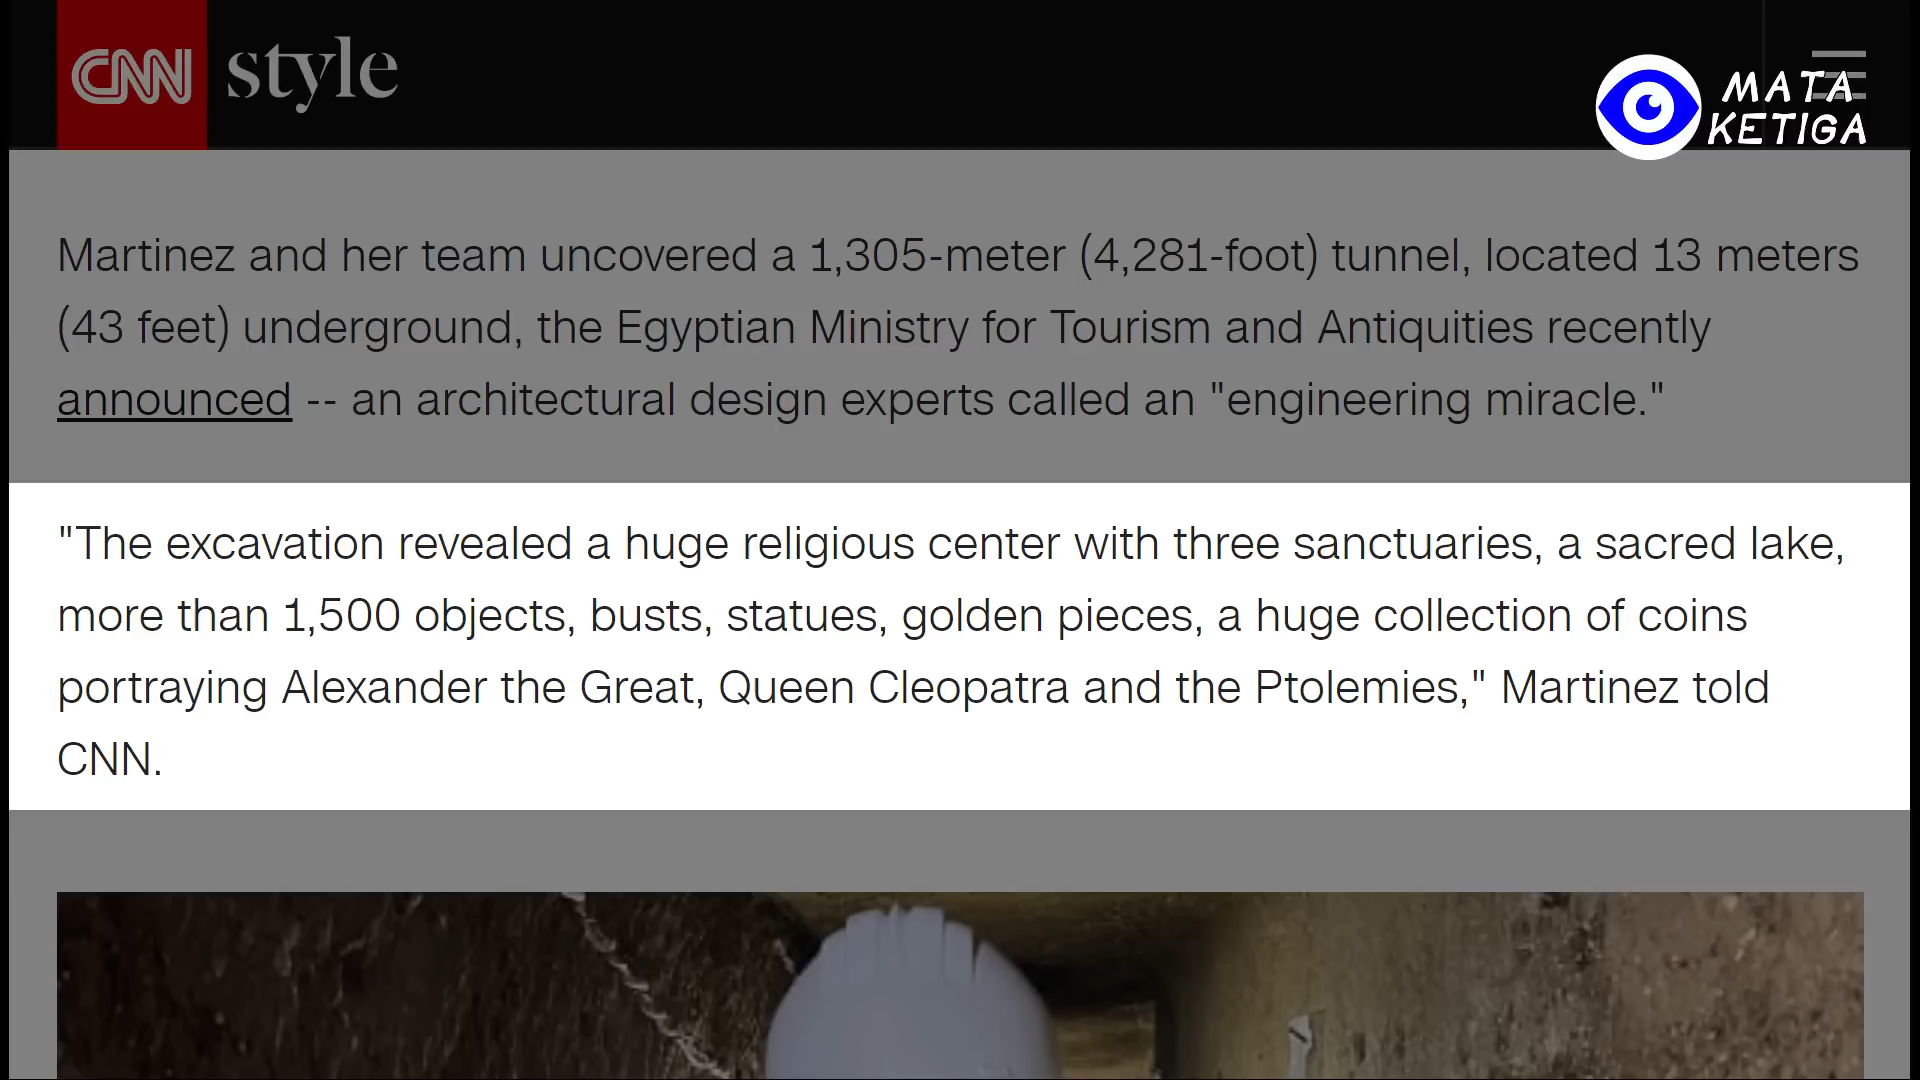 CNN style
MATA
KETIGA
Martinez and her team uncovered a 1,305-meter (4,281-foot) tunnel, located 13 meters
(43 feet) underground, the Egyptian Ministry for Tourism and Antiquities recently
announced -- an architectural design experts called an "engineering miracle."
"The excavation revealed a huge religious center with three sanctuaries, a sacred lake,
more than 1,500 objects, busts, statues, golden pieces, a huge collection of coins
portraying Alexander the Great, Queen Cleopatra and the Ptolemies," Martinez told
CNN.